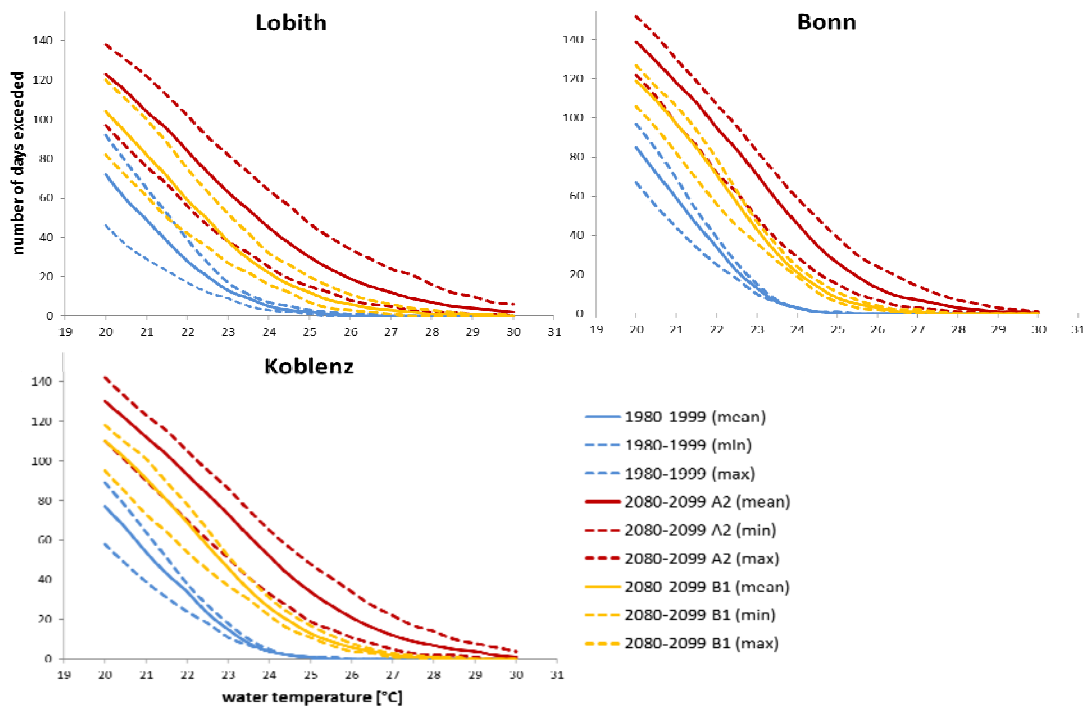 Lobith
number of days exceeded
140
120
100
80
60
40
20
0
19 20 21 22 23 24 25 26 27 28 29 30 31
Bonn
140
120
100
80
60
40
20
0
19 20 21 22 23 24 25 26 27 28 29 30 31
Koblenz
140
120
100
80
60
40
20
0
19 20 21 22 23 24 25 26 27 28 29 30 31
water temperature [°C]
1980-1999 (mean)
1980-1999 (min)
1980-1999 (max)
2080-2099 A2 (mean)
2080-2099 A2 (min)
2080-2099 A2 (max)
2080-2099 B1 (mean)
2080-2099 B1 (min)
2080-2099 B1 (max)